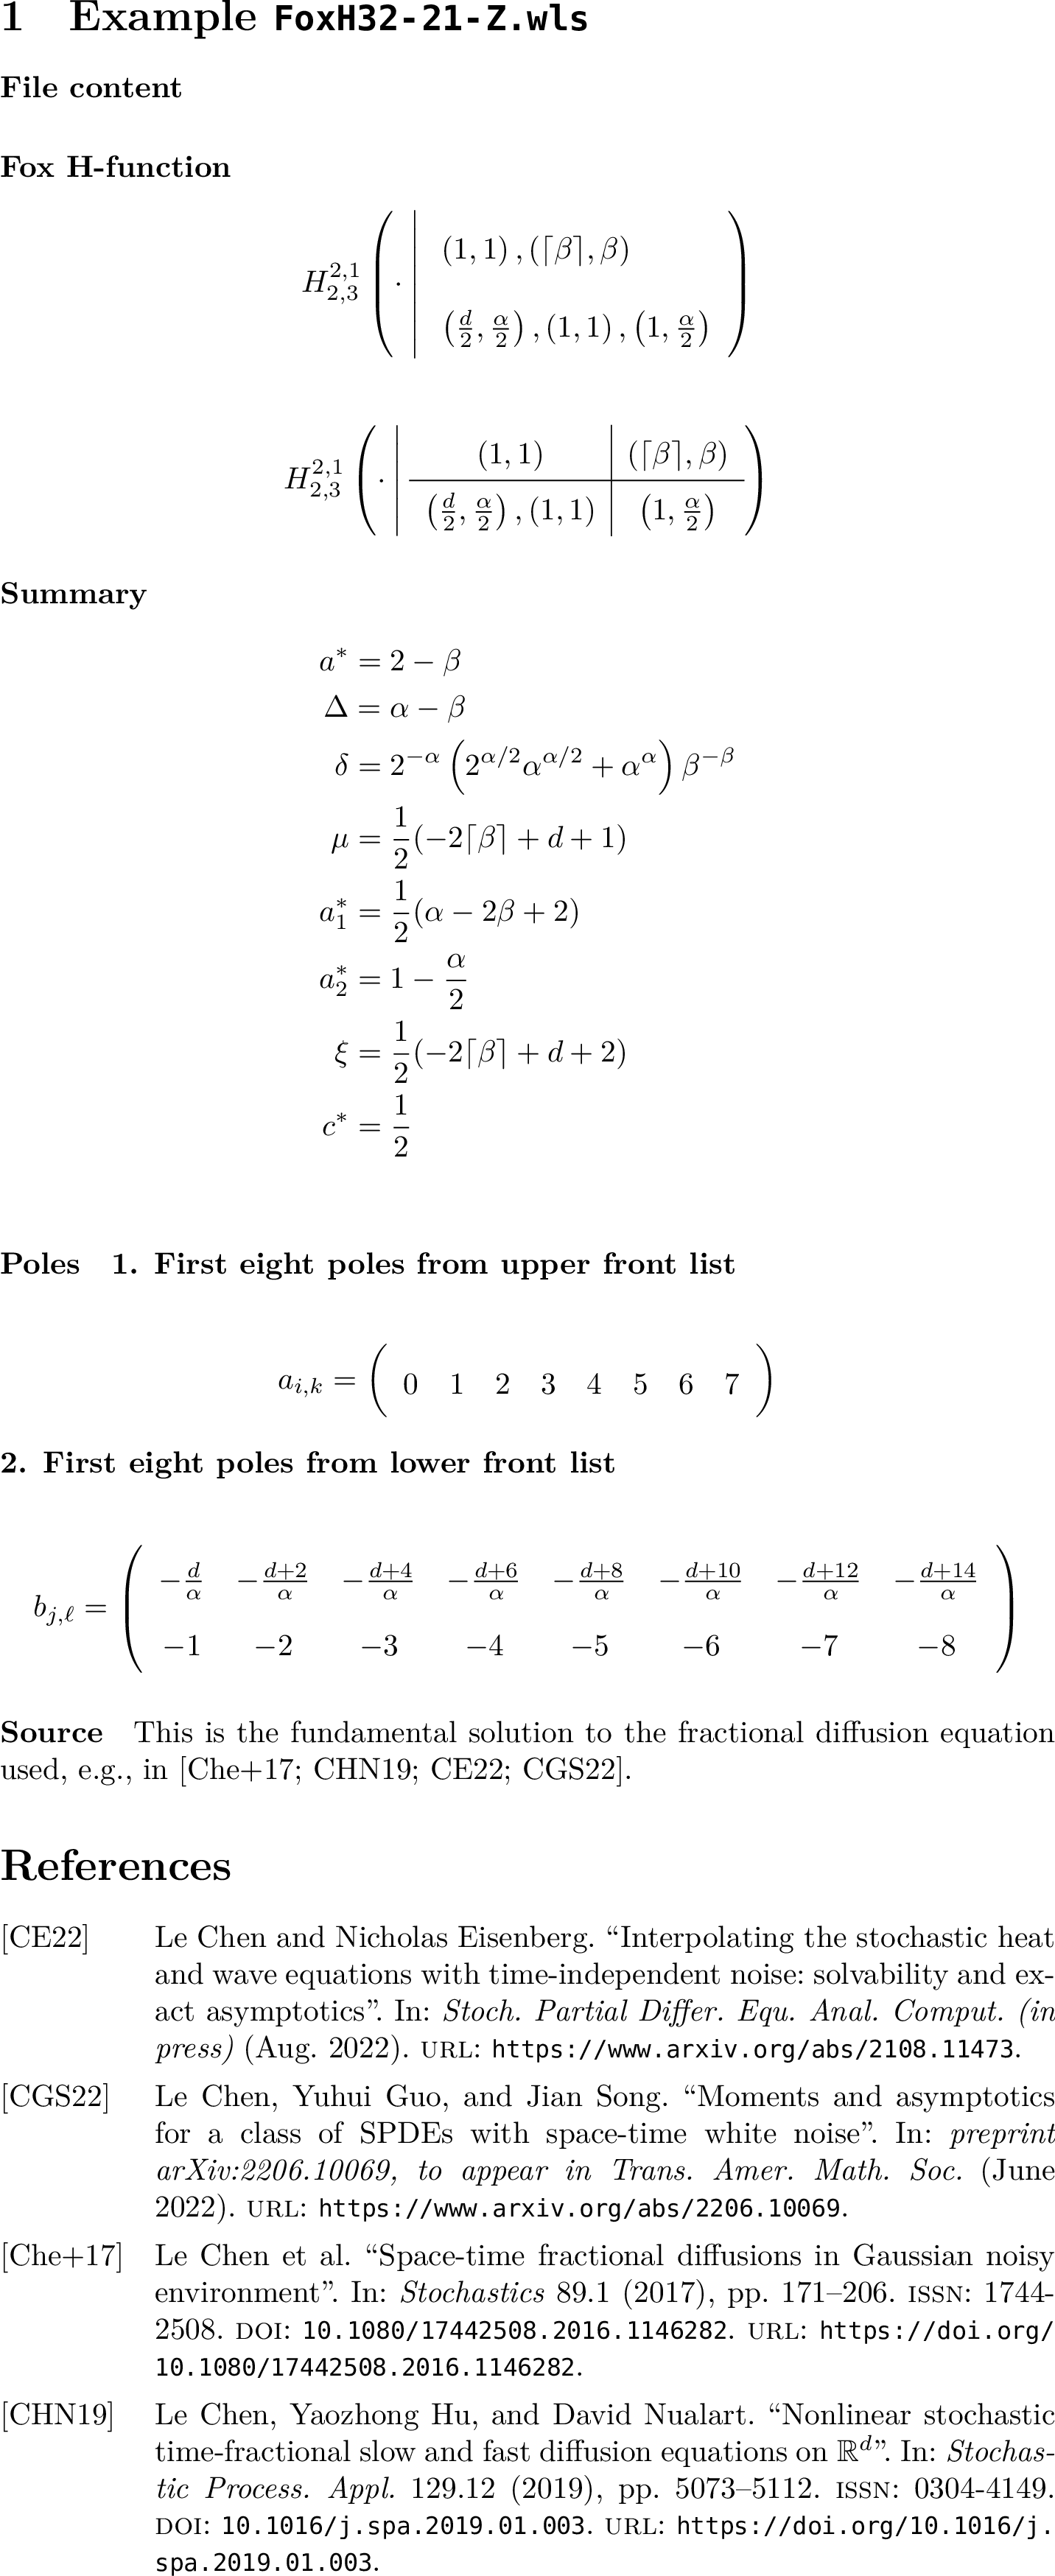 1 Example FoxH32-21-Z.wls
File content
Fox H-function
$H^{2,1}_{2,3}\left(\cdot\,\middle|\,\begin{array}{l}(1,1),(\lceil\beta\rceil,\beta)\\ \left(\frac{d}{2},\frac{\alpha}{2}\right),(1,1),\left(1,\frac{\alpha}{2}\right)\end{array}\right)$
$H^{2,1}_{2,3}\left(\cdot\,\middle|\,\begin{array}{c|c}(1,1)&(\lceil\beta\rceil,\beta)\\ \hline \left(\frac{d}{2},\frac{\alpha}{2}\right),(1,1)&\left(1,\frac{\alpha}{2}\right)\end{array}\right)$
Summary
$a^* = 2-\beta$
$\Delta = \alpha-\beta$
$\delta = 2^{-\alpha}\left(2^{\alpha/2}\alpha^{\alpha/2}+\alpha^{\alpha}\right)\beta^{-\beta}$
$\mu = \frac{1}{2}(-2\lceil\beta\rceil+d+1)$
$a_1^* = \frac{1}{2}(\alpha-2\beta+2)$
$a_2^* = 1-\frac{\alpha}{2}$
$\xi = \frac{1}{2}(-2\lceil\beta\rceil+d+2)$
$c^* = \frac{1}{2}$
Poles 1. First eight poles from upper front list
$a_{i,k} = \left(\begin{array}{cccccccc}0&1&2&3&4&5&6&7\end{array}\right)$
2. First eight poles from lower front list
$b_{j,\ell} = \left(\begin{array}{cccccccc}-\frac{d}{\alpha}&-\frac{d+2}{\alpha}&-\frac{d+4}{\alpha}&-\frac{d+6}{\alpha}&-\frac{d+8}{\alpha}&-\frac{d+10}{\alpha}&-\frac{d+12}{\alpha}&-\frac{d+14}{\alpha}\\ -1&-2&-3&-4&-5&-6&-7&-8\end{array}\right)$
Source This is the fundamental solution to the fractional diffusion equation
used, e.g., in [Che+17; CHN19; CE22; CGS22].
References
[CE22] Le Chen and Nicholas Eisenberg. “Interpolating the stochastic heat
and wave equations with time-independent noise: solvability and ex-
act asymptotics”. In: Stoch. Partial Differ. Equ. Anal. Comput. (in
press) (Aug. 2022). URL: https://www.arxiv.org/abs/2108.11473.
[CGS22] Le Chen, Yuhui Guo, and Jian Song. “Moments and asymptotics
for a class of SPDEs with space-time white noise”. In: preprint
arXiv:2206.10069, to appear in Trans. Amer. Math. Soc. (June
2022). URL: https://www.arxiv.org/abs/2206.10069.
[Che+17] Le Chen et al. “Space-time fractional diffusions in Gaussian noisy
environment”. In: Stochastics 89.1 (2017), pp. 171–206. ISSN: 1744-
2508. DOI: 10.1080/17442508.2016.1146282. URL: https://doi.org/
10.1080/17442508.2016.1146282.
[CHN19] Le Chen, Yaozhong Hu, and David Nualart. “Nonlinear stochastic
time-fractional slow and fast diffusion equations on $\mathbb{R}^d$”. In: Stochas-
tic Process. Appl. 129.12 (2019), pp. 5073–5112. ISSN: 0304-4149.
DOI: 10.1016/j.spa.2019.01.003. URL: https://doi.org/10.1016/j.
spa.2019.01.003.